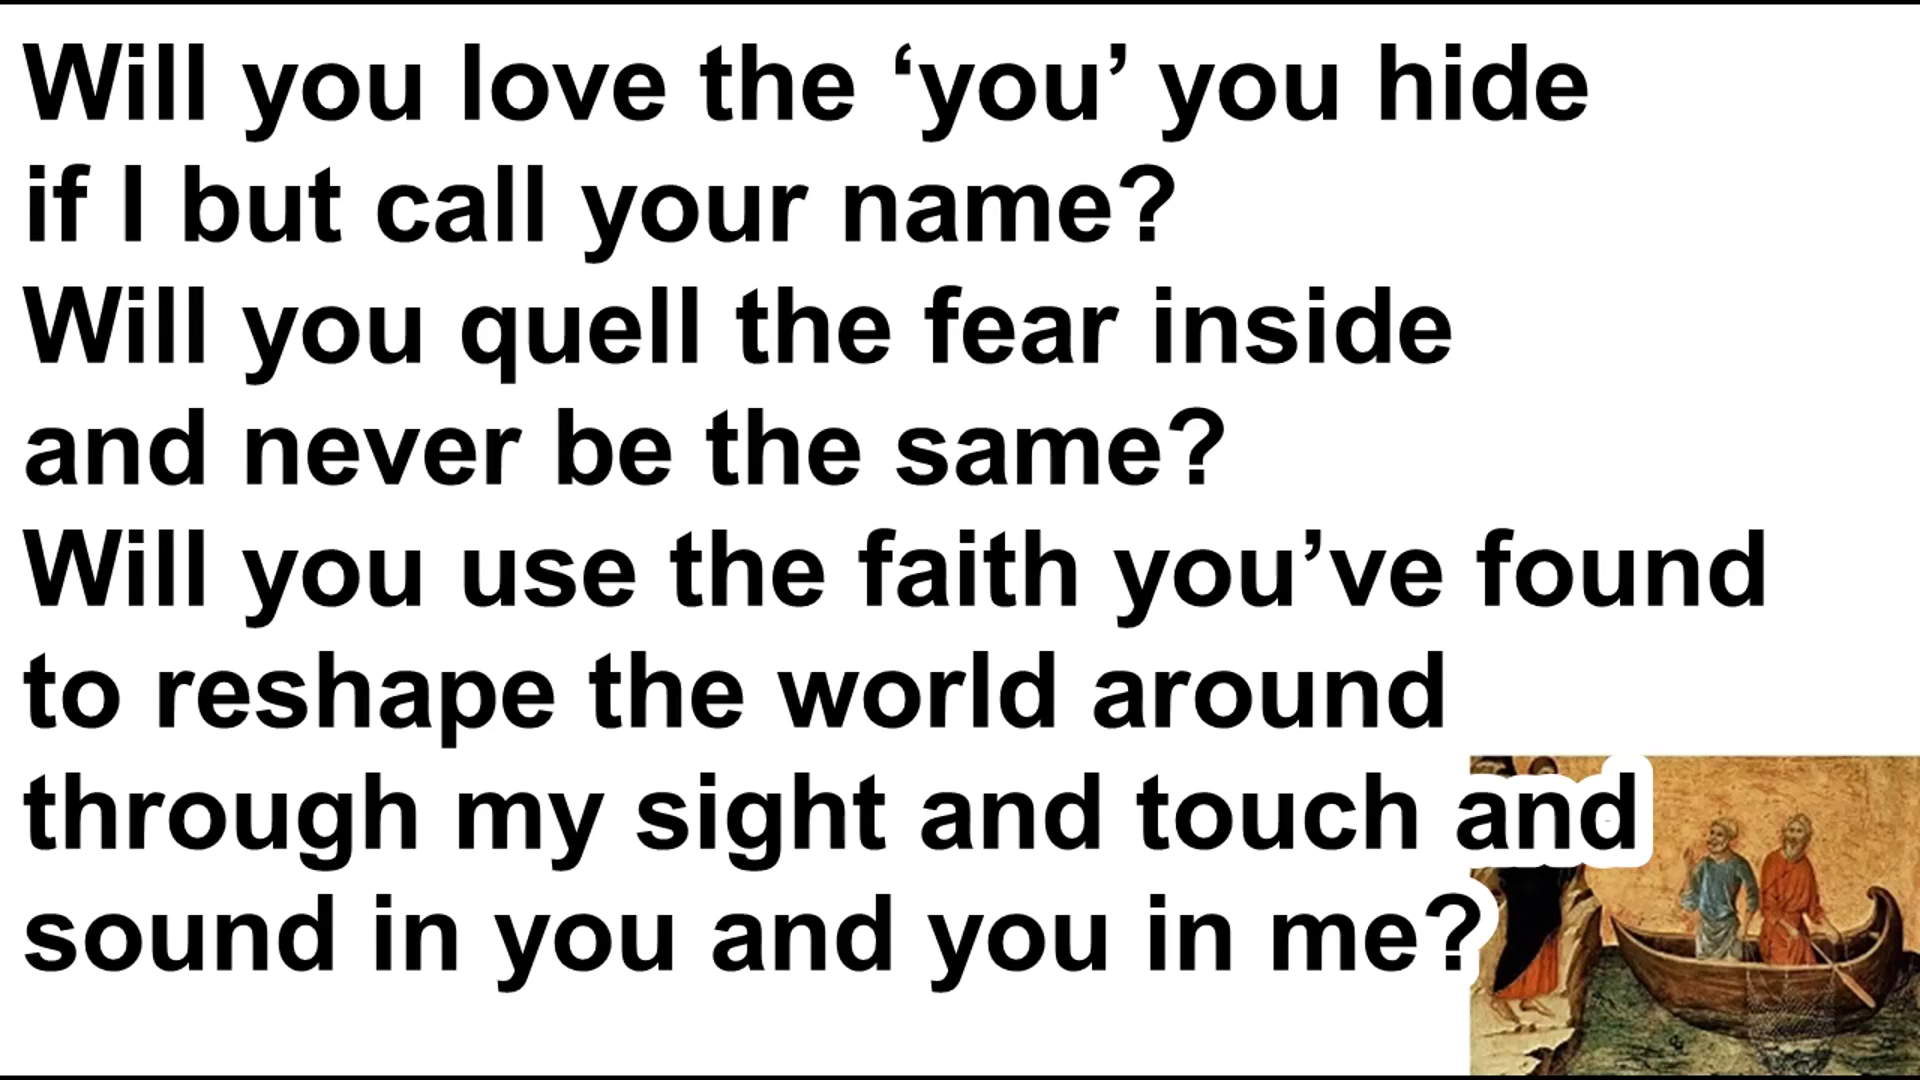 Will you love the ‘you’ you hide
if I but call your name?
Will you quell the fear inside
and never be the same?
Will you use the faith you’ve found
to reshape the world around
through my sight and touch and
sound in you and you in me?